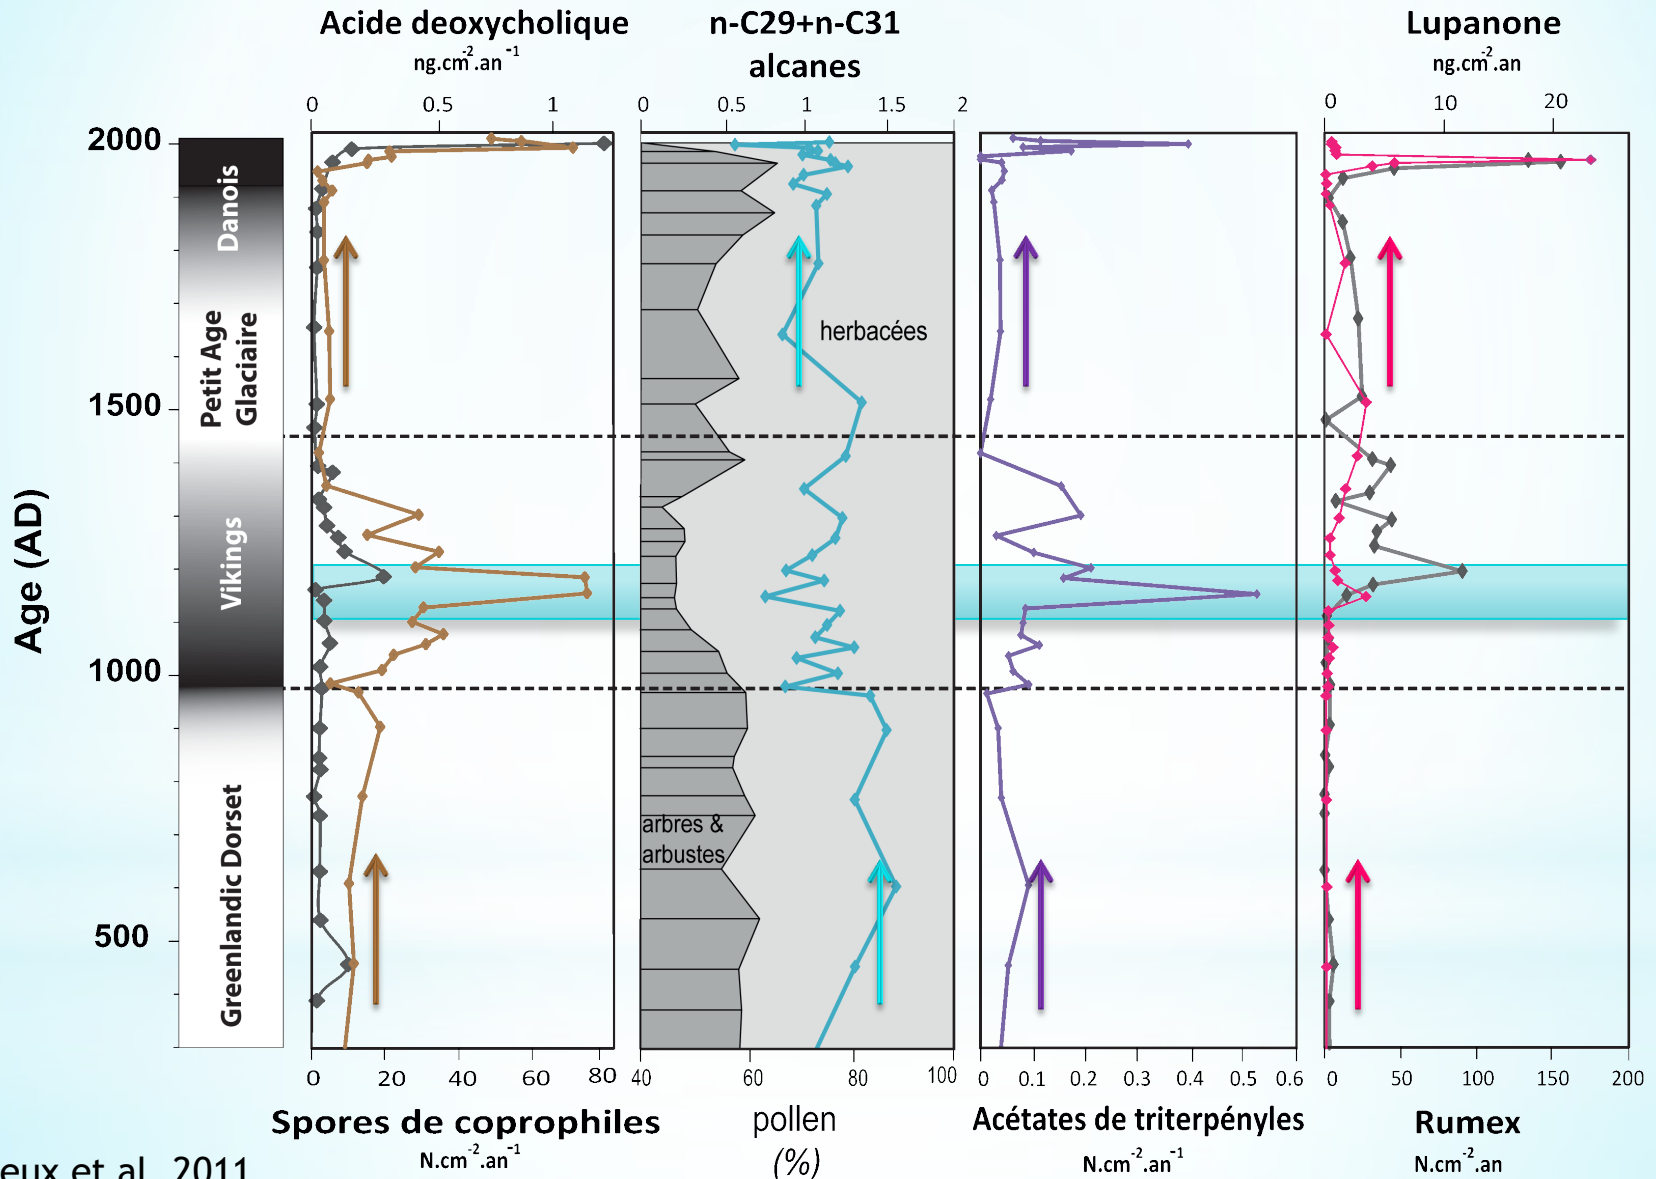 Acide deoxycholique
ng.cm-2.an-1
n-C29+n-C31
alcanes
Lupanone
ng.cm-2.an
0 0.5 1
0 0.5 1 1.5 2
0 10 20
2000
1500
1000
500
Age (AD)
Danois
Petit Age
Glaciaire
Vikings
Greenlandic Dorset
herbacées
arbres &
arbustes
0 20 40 60 80
40 60 80 100
0 0.1 0.2 0.3 0.4 0.5 0.6
0 50 100 150 200
Spores de coprophiles
N.cm-2.an-1
pollen
(%)
Acétates de triterpényles
N.cm-2.an-1
Rumex
N.cm-2.an
et al. 2011